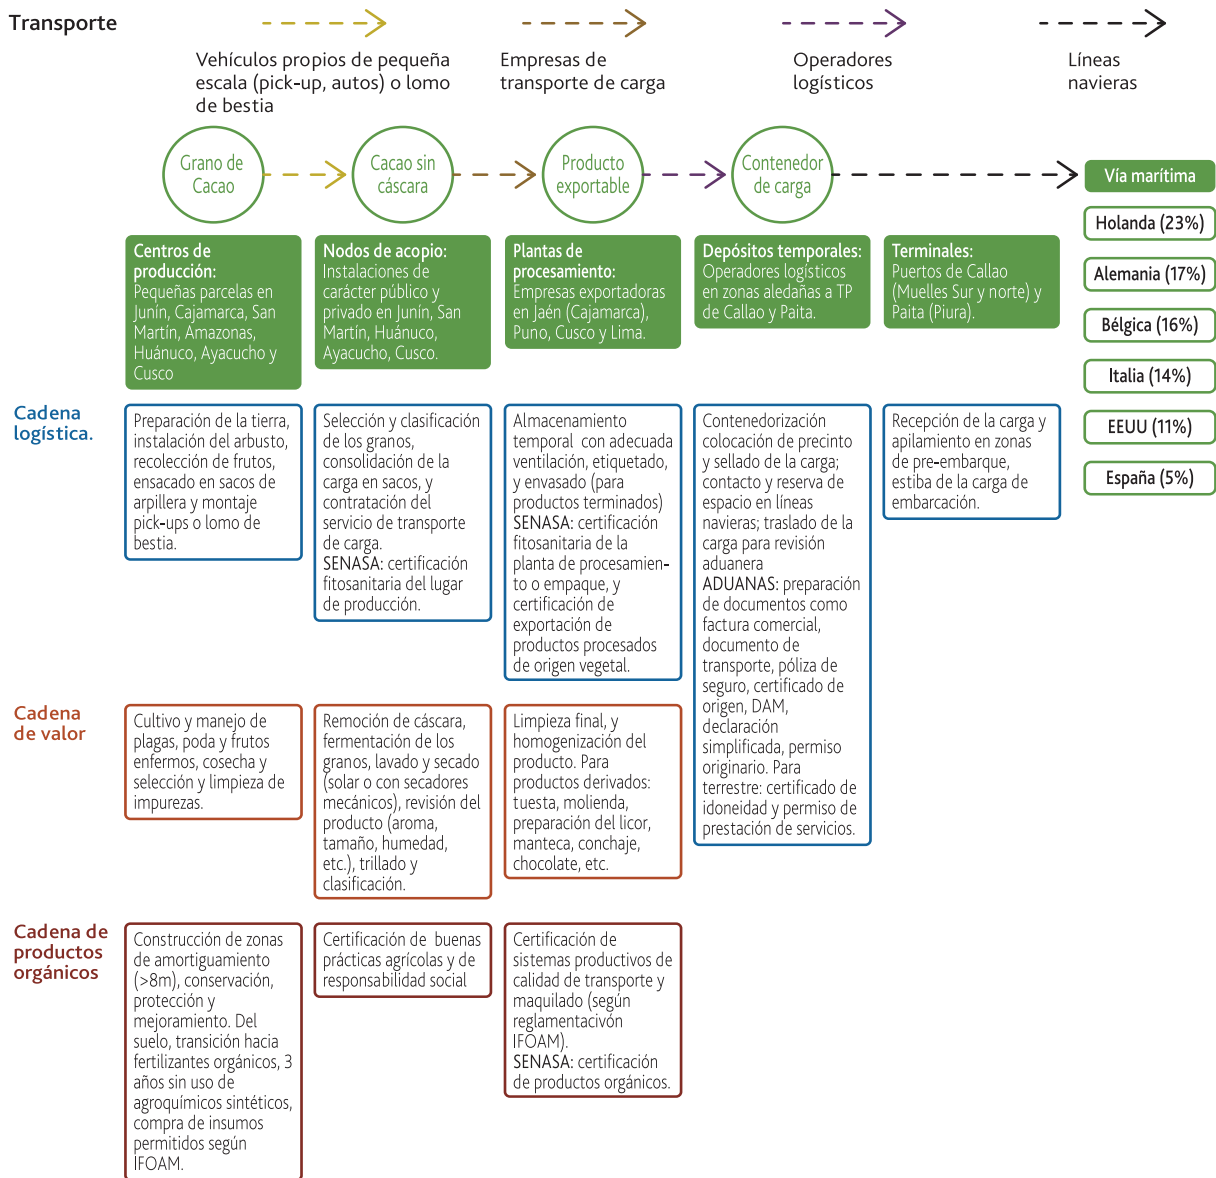 Transporte
Vehículos propios de pequeña
escala (pick-up, autos) o lomo
de bestia
Empresas de
transporte de carga
Operadores
logísticos
Líneas
navieras
Grano de
Cacao
Cacao sin
cáscara
Producto
exportable
Contenedor
de carga
Vía marítima
Holanda (23%)
Alemania (17%)
Bélgica (16%)
Italia (14%)
EEUU (11%)
España (5%)
Centros de
producción:
Pequeñas parcelas en
Junín, Cajamarca, San
Martín, Amazonas,
Huánuco, Ayacucho y
Cusco
Nodos de acopio:
Instalaciones de
carácter público y
privado en Junín, San
Martín, Huánuco,
Ayacucho, Cusco.
Plantas de
procesamiento:
Empresas exportadoras
en Jaén (Cajamarca),
Puno, Cusco y Lima.
Depósitos temporales:
Operadores logísticos
en zonas aledañas a TP
de Callao y Paita.
Terminales:
Puertos de Callao
(Muelles Sur y norte) y
Paita (Piura).
Cadena
logística.
Preparación de la tierra,
instalación del arbusto,
recolección de frutos,
ensacado en sacos de
arpillera y montaje
pick-ups o lomo de
bestia.
Selección y clasificación
de los granos,
consolidación de la
carga en sacos, y
contratación del
servicio de transporte
de carga.
SENASA: certificación
fitosanitaria del lugar
de producción.
Almacenamiento
temporal con adecuada
ventilación, etiquetado,
y envasado (para
productos terminados)
SENASA: certificación
fitosanitaria de la
planta de procesamien-
to o empaque, y
certificación de
exportación de
productos procesados
de origen vegetal.
Contenedorización
colocación de precinto
y sellado de la carga;
contacto y reserva de
espacio en líneas
navieras; traslado de la
carga para revisión
aduanera
ADUANAS: preparación
de documentos como
factura comercial,
documento de
transporte, póliza de
seguro, certificado de
origen, DAM,
declaración
simplificada, permiso
originario. Para
terrestre: certificado de
idoneidad y permiso de
prestación de servicios.
Recepción de la carga y
apilamiento en zonas
de pre-embarque,
estiba de la carga de
embarcación.
Cadena
de valor
Cultivo y manejo de
plagas, poda y frutos
enfermos, cosecha y
selección y limpieza de
impurezas.
Remoción de cáscara,
fermentación de los
granos, lavado y secado
(solar o con secadores
mecánicos), revisión del
producto (aroma,
tamaño, humedad,
etc.), trillado y
clasificación.
Limpieza final, y
homogenización del
producto. Para
productos derivados:
tuesta, molienda,
preparación del licor,
manteca, conchaje,
chocolate, etc.
Cadena de
productos
orgánicos
Construcción de zonas
de amortiguamiento
(>8m), conservación,
protección y
mejoramiento. Del
suelo, transición hacia
fertilizantes orgánicos, 3
años sin uso de
agroquímicos sintéticos,
compra de insumos
permitidos según
IFOAM.
Certificación de buenas
prácticas agrícolas y de
responsabilidad social
Certificación de
sistemas productivos de
calidad de transporte y
maquilado (según
reglamentacivón
IFOAM).
SENASA: certificación
de productos orgánicos.